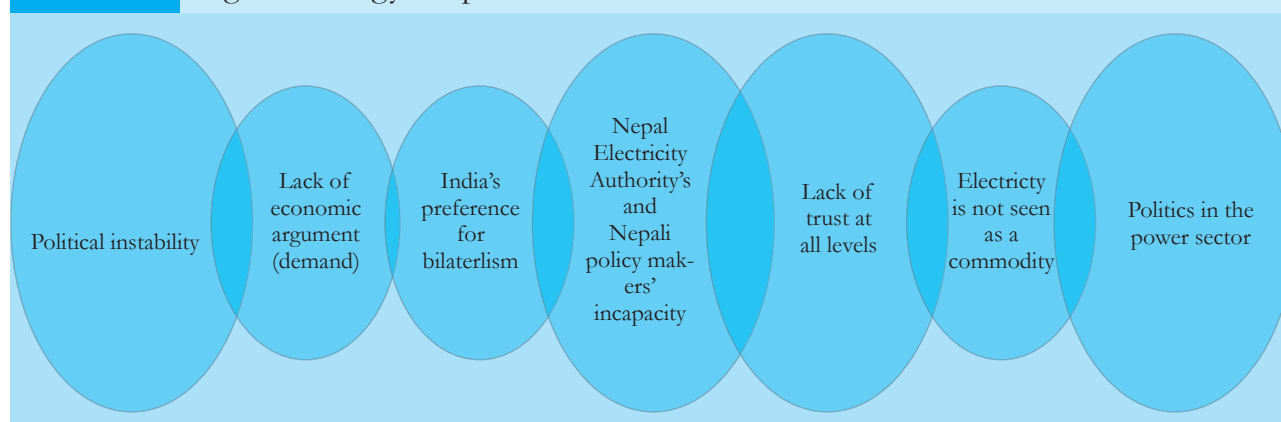 Political instability
Lack of
economic
argument
(demand)
India’s
preference
for
bilaterlism
Nepal
Electricity
Authority’s
and
Nepali
policy mak-
ers’
incapacity
Lack of
trust at
all levels
Electricty
is not seen
as a
commodity
Politics in the
power sector